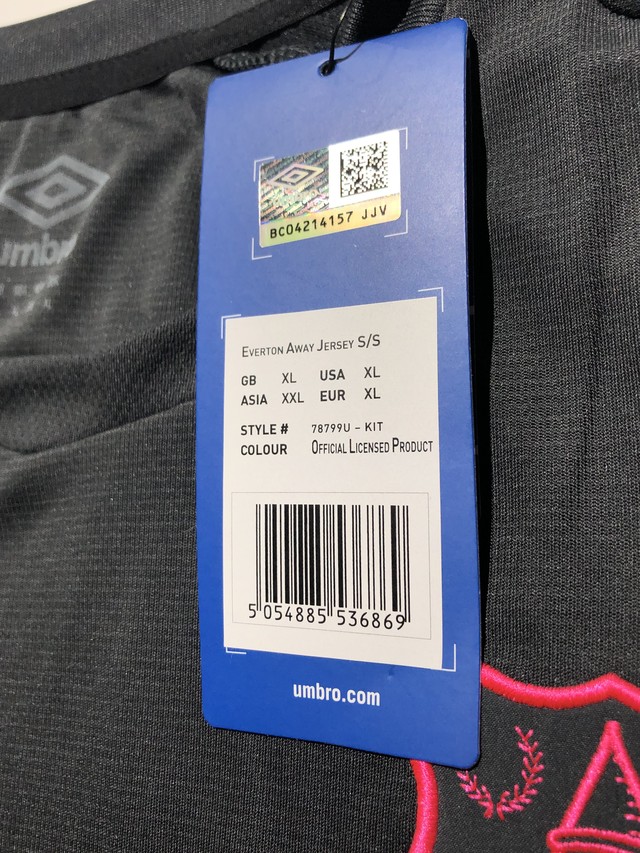 BC04214157 JJV
EVERTON AWAY JERSEY S/S
GB XL USA XL
ASIA XXL EUR XL
STYLE # 78799U - KIT
COLOUR OFFICIAL LICENSED PRODUCT
5 054885 536869
umbro.com
umbro